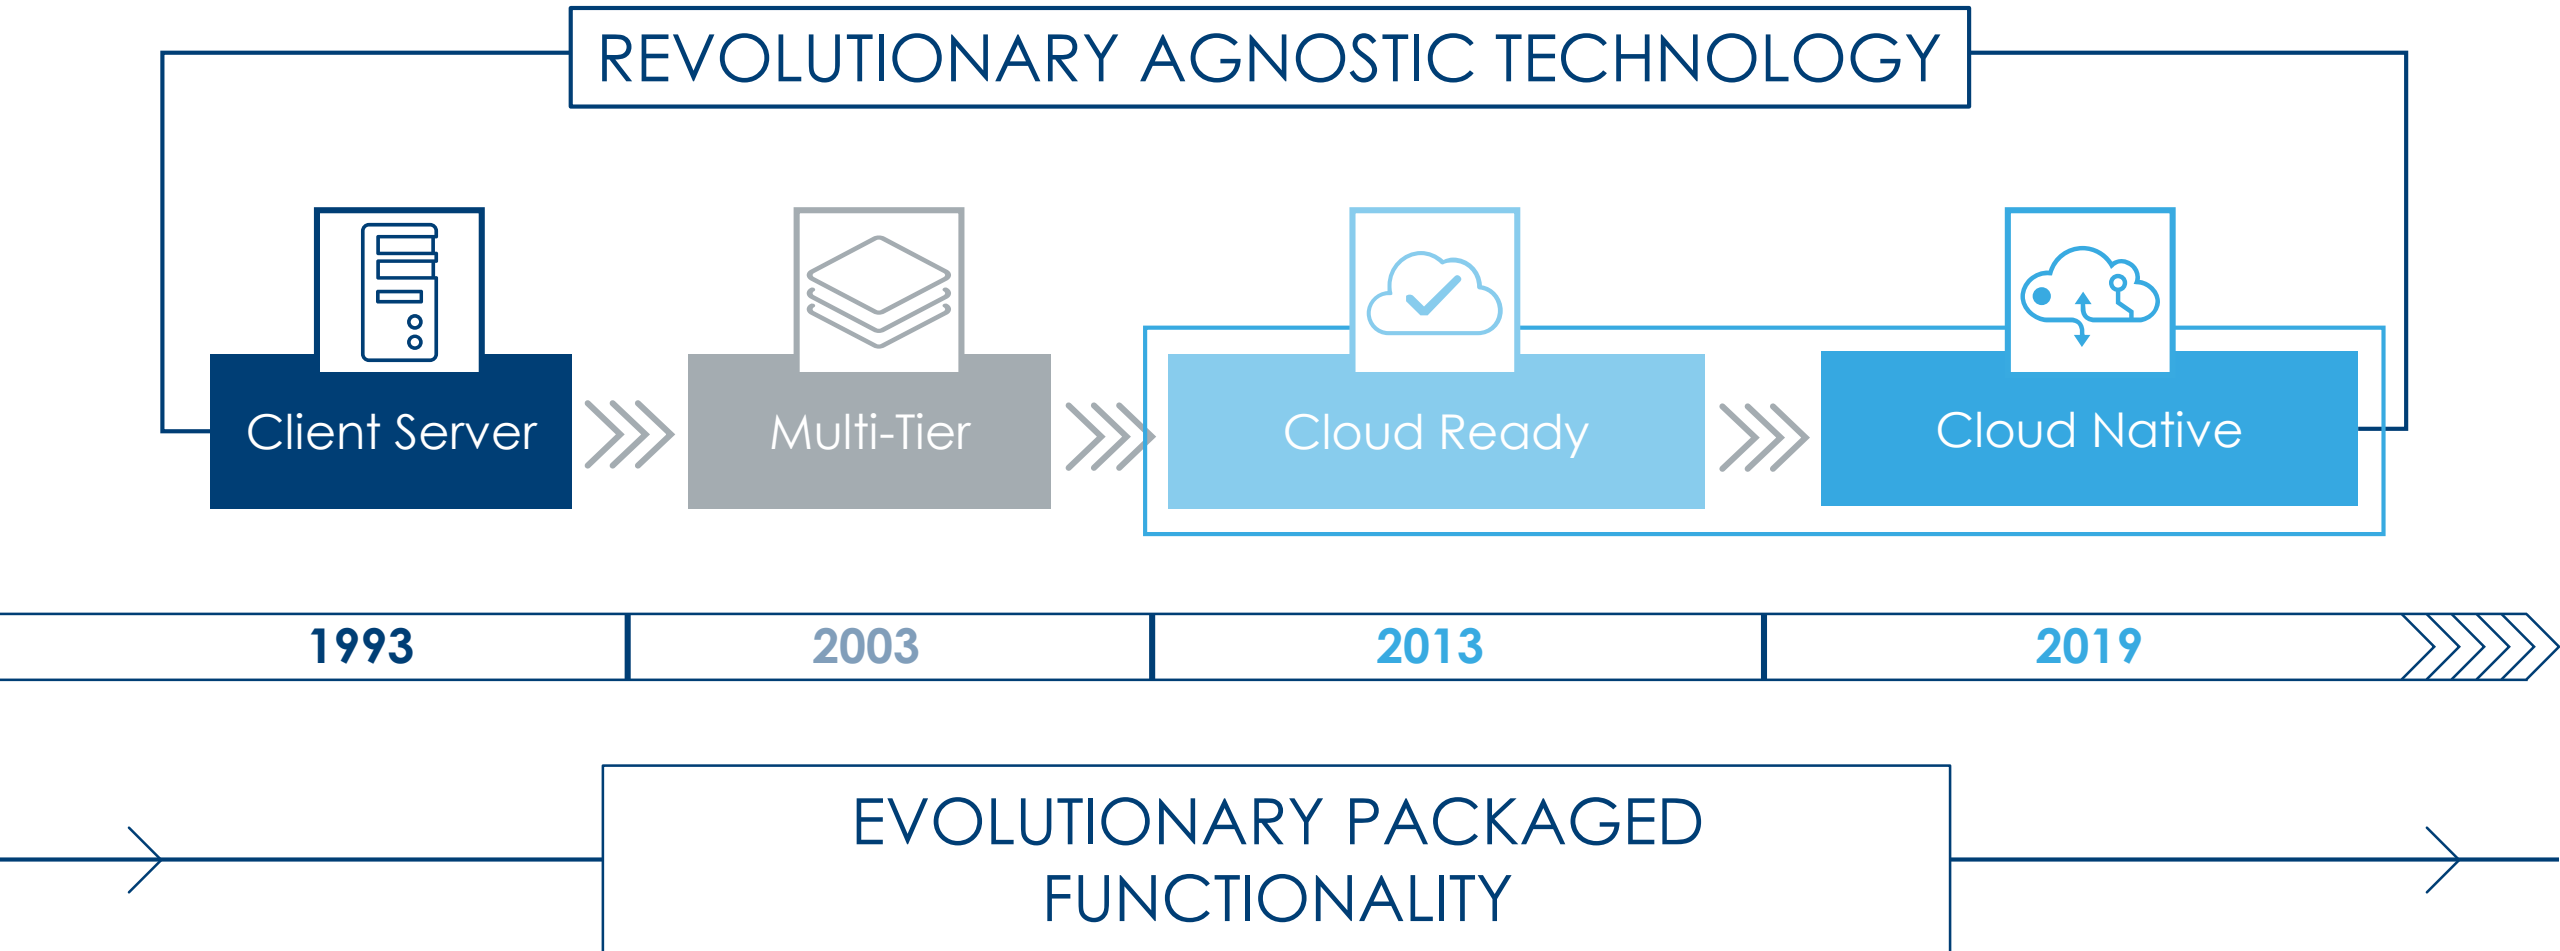 REVOLUTIONARY AGNOSTIC TECHNOLOGY
Client Server
Multi-Tier
Cloud Ready
Cloud Native
1993
2003
2013
2019
EVOLUTIONARY PACKAGED
FUNCTIONALITY